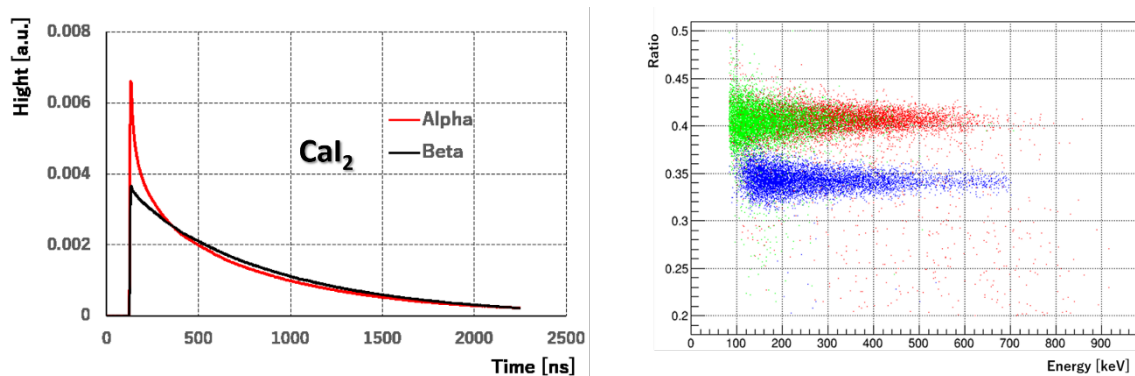 Hight [a.u.]
0.008
0.006
0.004
0.002
0
0 500 1000 1500 2000 2500
Time [ns]
CaI₂
Alpha
Beta
Ratio
0.5
0.45
0.4
0.35
0.3
0.25
0.2
0 100 200 300 400 500 600 700 800 900
Energy [keV]